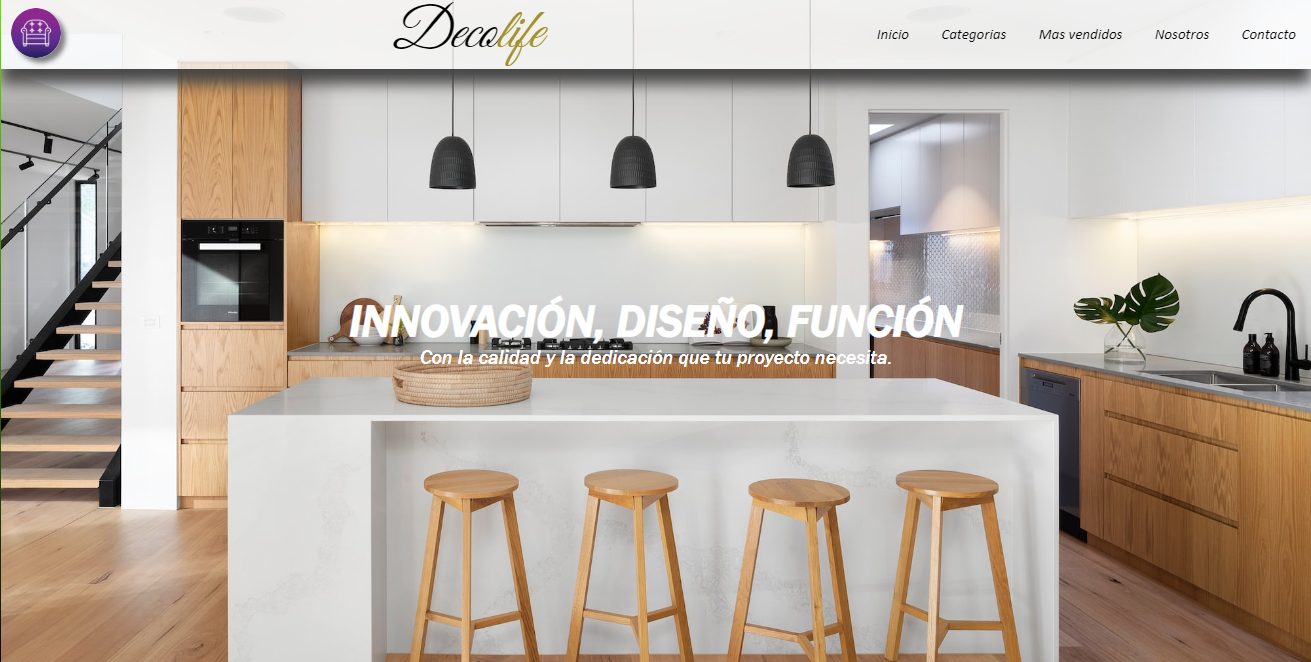 Decolife
Inicio Categorias Mas vendidos Nosotros Contacto
INNOVACIÓN, DISEÑO, FUNCIÓN
Con la calidad y la dedicación que tu proyecto necesita.